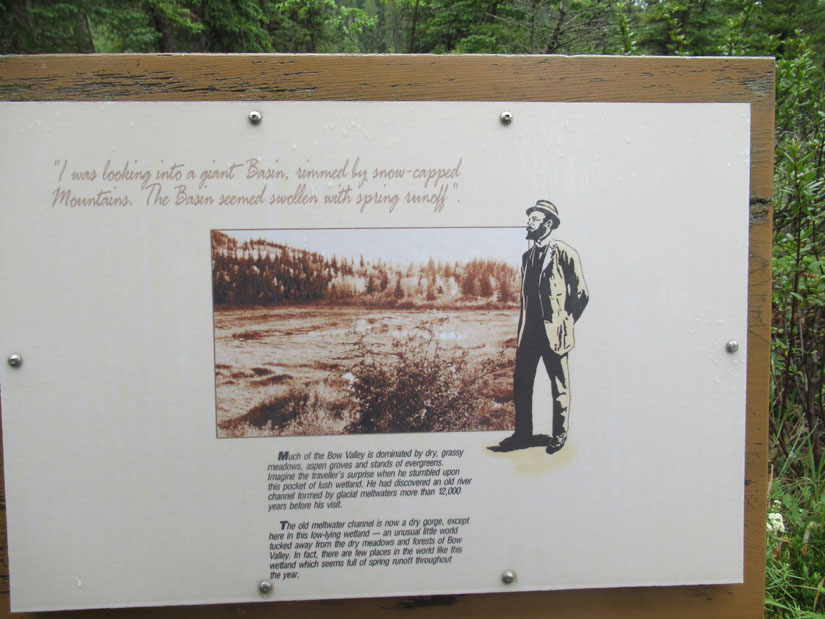 "I was looking into a giant Basin, rimmed by snow-capped
Mountains. The Basin seemed swollen with spring runoff".
Much of the Bow Valley is dominated by dry, grassy
meadows, aspen groves and stands of evergreens.
Imagine the traveller's surprise when he stumbled upon
this pocket of lush wetland. He had discovered an old river
channel formed by glacial meltwaters more than 12,000
years before his visit.
The old meltwater channel is now a dry gorge, except
here in this low-lying wetland — an unusual little world
tucked away from the dry meadows and forests of Bow
Valley. In fact, there are few places in the world like this
wetland which seems full of spring runoff throughout
the year.